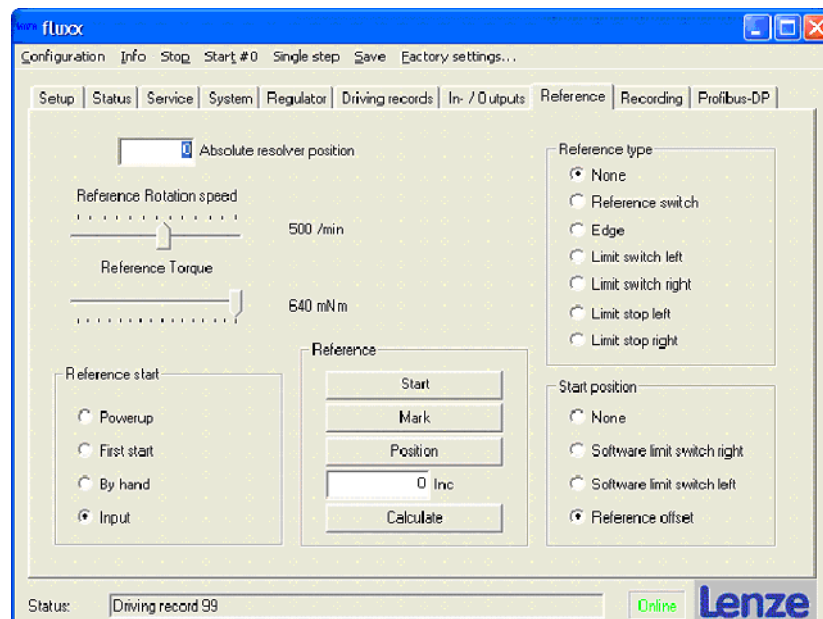 fluxx
Configuration Info Stop Start #0 Single step Save Factory settings...
Setup Status Service System Regulator Driving records In- / Outputs Reference Recording Profibus-DP
0 Absolute resolver position
Reference Rotation speed
500 /min
Reference Torque
640 mNm
Reference start
Powerup
First start
By hand
Input
Reference
Start
Mark
Position
0 Inc
Calculate
Reference type
None
Reference switch
Edge
Limit switch left
Limit switch right
Limit stop left
Limit stop right
Start position
None
Software limit switch right
Software limit switch left
Reference offset
Status: Driving record 99 Online Lenze